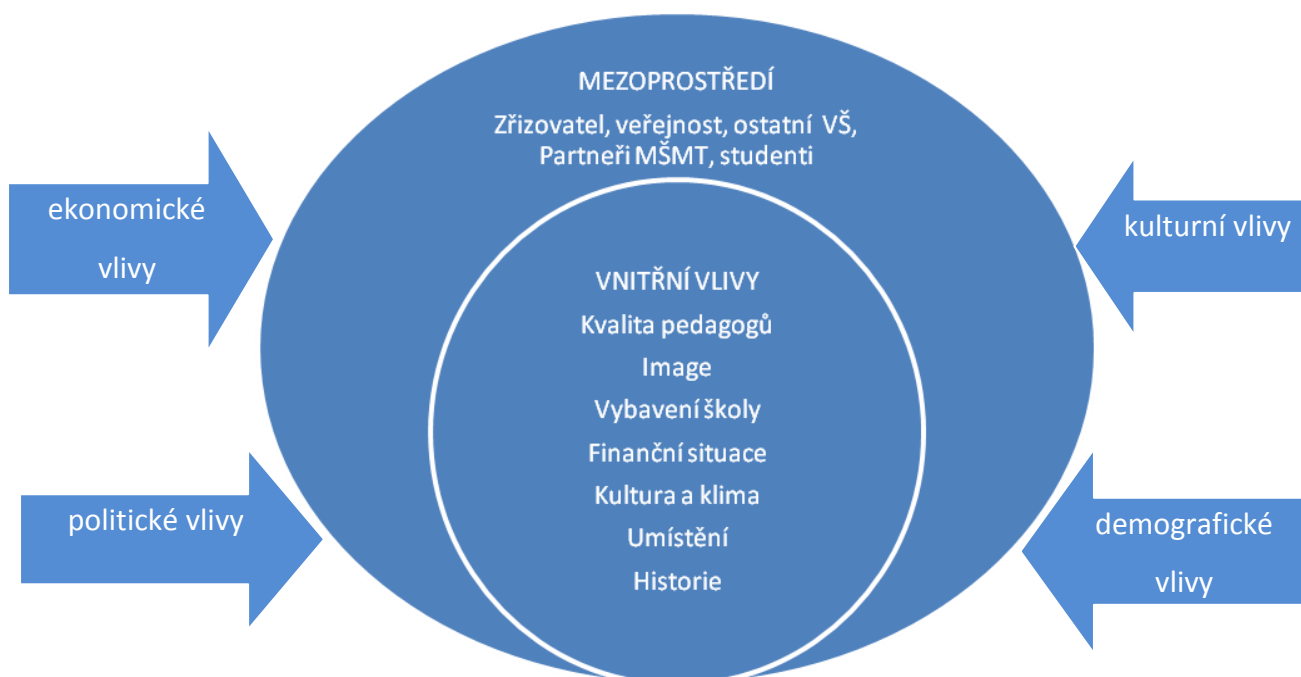 MEZOPROSTŘEDÍ
Zřizovatel, veřejnost, ostatní VŠ,
Partneři MŠMT, studenti
ekonomické
vlivy
kulturní vlivy
VNITŘNÍ VLIVY
Kvalita pedagogů
Image
Vybavení školy
Finanční situace
Kultura a klima
Umístění
Historie
politické vlivy
demografické
vlivy